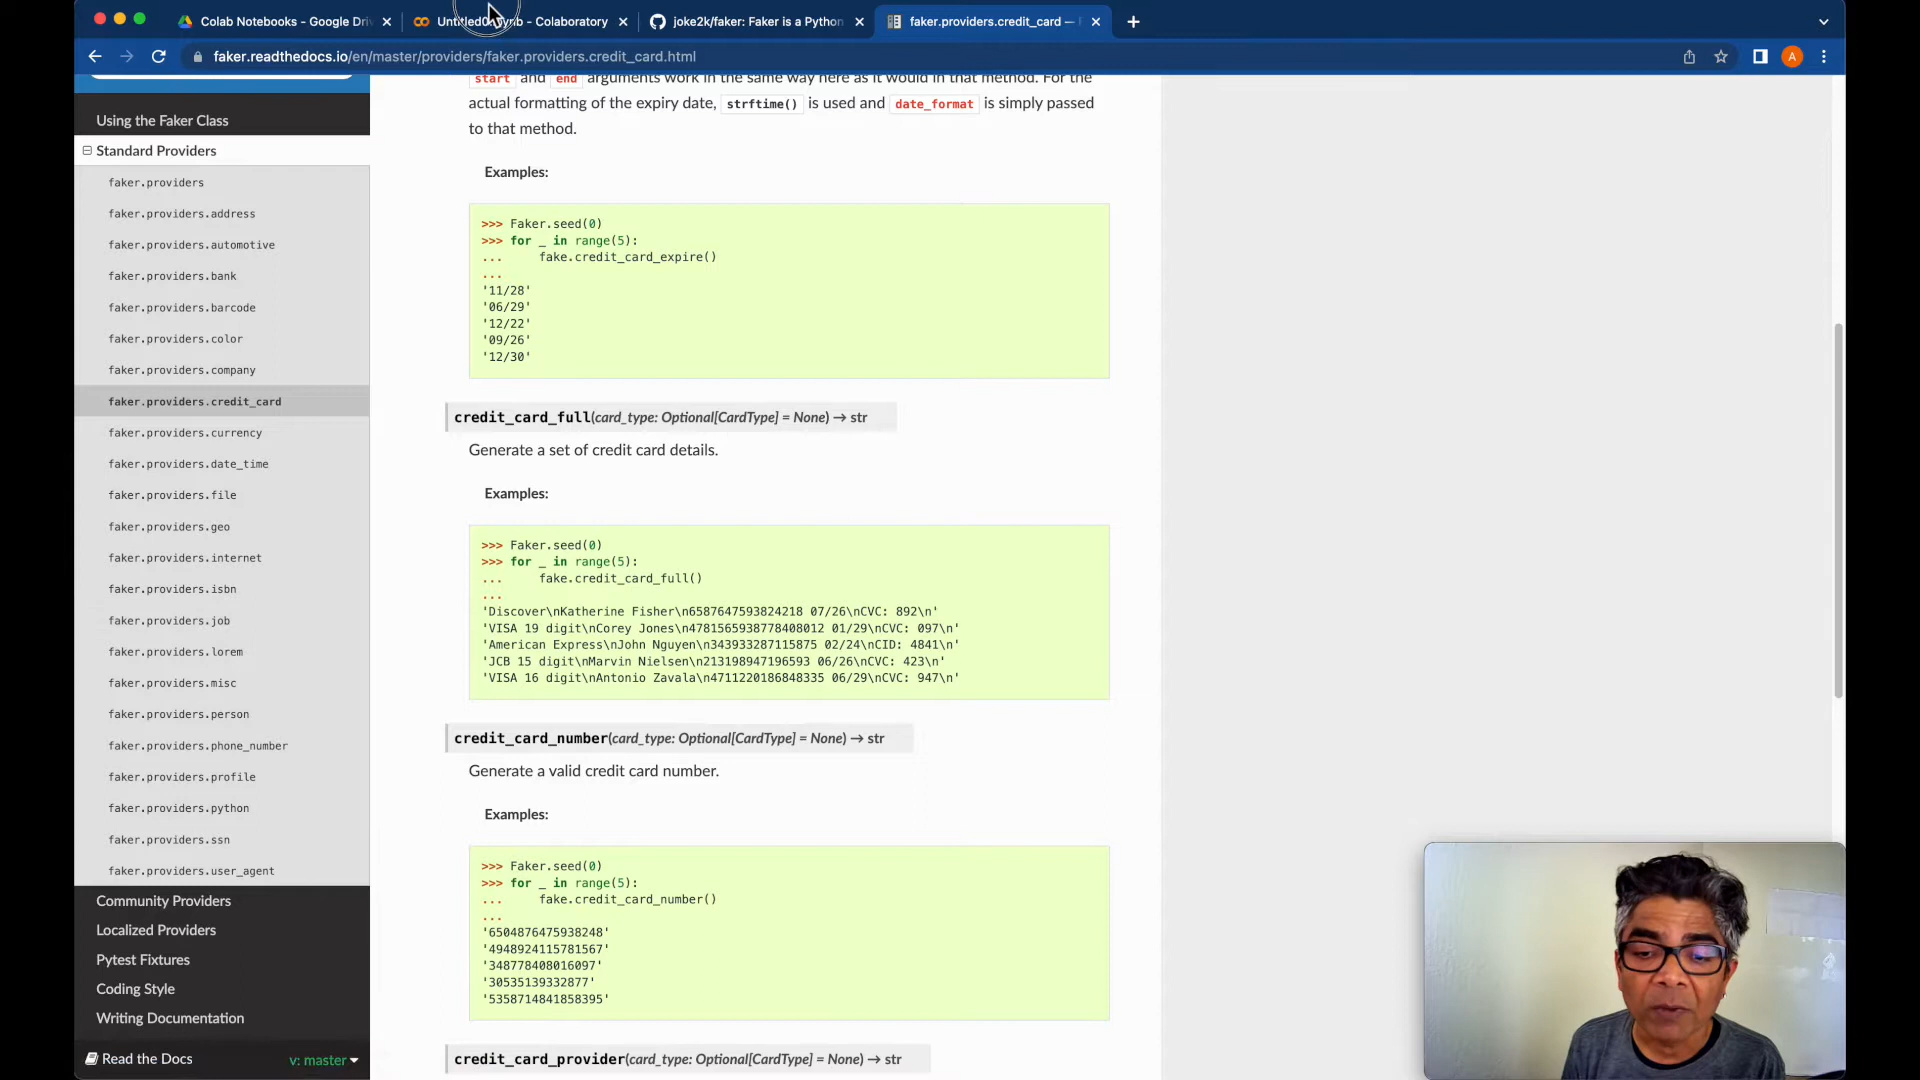 Colab Notebooks - Google Dri
Untitled0.ipynb - Colaboratory
joke2k/faker: Faker is a Python
faker.providers.credit_card —
faker.readthedocs.io/en/master/providers/faker.providers.credit_card.html
A
Using the Faker Class
Standard Providers
faker.providers
faker.providers.address
faker.providers.automotive
faker.providers.bank
faker.providers.barcode
faker.providers.color
faker.providers.company
faker.providers.credit_card
faker.providers.currency
faker.providers.date_time
faker.providers.file
faker.providers.geo
faker.providers.internet
faker.providers.isbn
faker.providers.job
faker.providers.lorem
faker.providers.misc
faker.providers.person
faker.providers.phone_number
faker.providers.profile
faker.providers.python
faker.providers.ssn
faker.providers.user_agent
Community Providers
Localized Providers
Pytest Fixtures
Coding Style
Writing Documentation
Read the Docs
v: master
start and end arguments work in the same way here as it would in that method. For the
actual formatting of the expiry date, strftime() is used and date_format is simply passed
to that method.
Examples:
>>> Faker.seed(0)
>>> for _ in range(5):
... fake.credit_card_expire()
...
'11/28'
'06/29'
'12/22'
'09/26'
'12/30'
credit_card_full(card_type: Optional[CardType] = None) → str
Generate a set of credit card details.
Examples:
>>> Faker.seed(0)
>>> for _ in range(5):
... fake.credit_card_full()
...
'Discover\nKatherine Fisher\n6587647593824218 07/26\nCVC: 892\n'
'VISA 19 digit\nCorey Jones\n4781565938778408012 01/29\nCVC: 097\n'
'American Express\nJohn Nguyen\n343933287115875 02/24\nCID: 4841\n'
'JCB 15 digit\nMarvin Nielsen\n213198947196593 06/26\nCVC: 423\n'
'VISA 16 digit\nAntonio Zavala\n4711220186848335 06/29\nCVC: 947\n'
credit_card_number(card_type: Optional[CardType] = None) → str
Generate a valid credit card number.
Examples:
>>> Faker.seed(0)
>>> for _ in range(5):
... fake.credit_card_number()
...
'6504876475938248'
'4948924115781567'
'348778408016097'
'30535139332877'
'5358714841858395'
credit_card_provider(card_type: Optional[CardType] = None) → str